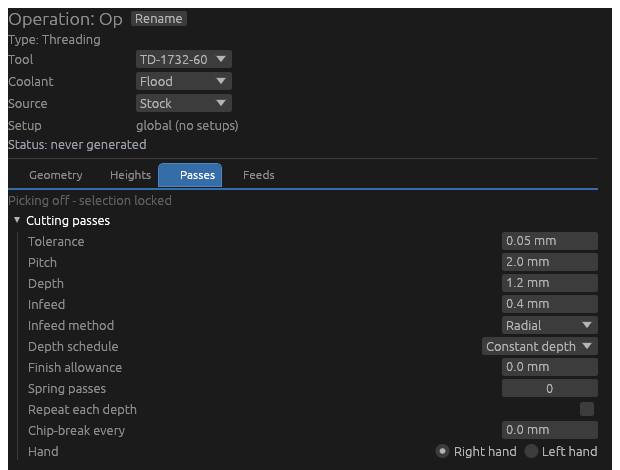 Operation: Op Rename
Type: Threading
Tool TD-1732-60
Coolant Flood
Source Stock
Setup global (no setups)
Status: never generated
Geometry Heights Passes Feeds
Picking off - selection locked
Cutting passes
Tolerance 0.05 mm
Pitch 2.0 mm
Depth 1.2 mm
Infeed 0.4 mm
Infeed method Radial
Depth schedule Constant depth
Finish allowance 0.0 mm
Spring passes 0
Repeat each depth
Chip-break every 0.0 mm
Hand Right hand Left hand